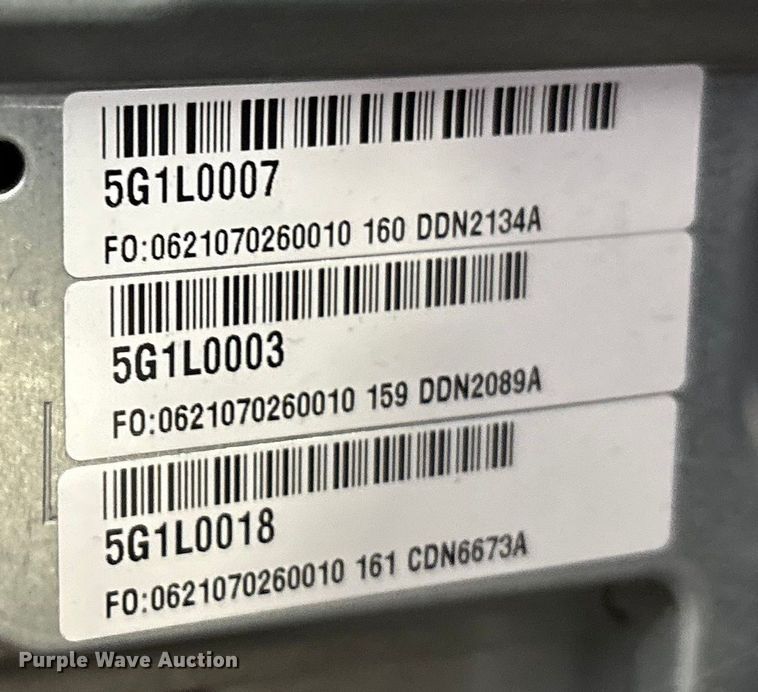 5G1L0007
FO:0621070260010 160 DDN2134A
5G1L0003
FO:0621070260010 159 DDN2089A
5G1L0018
FO:0621070260010 161 CDN6673A
Purple Wave Auction